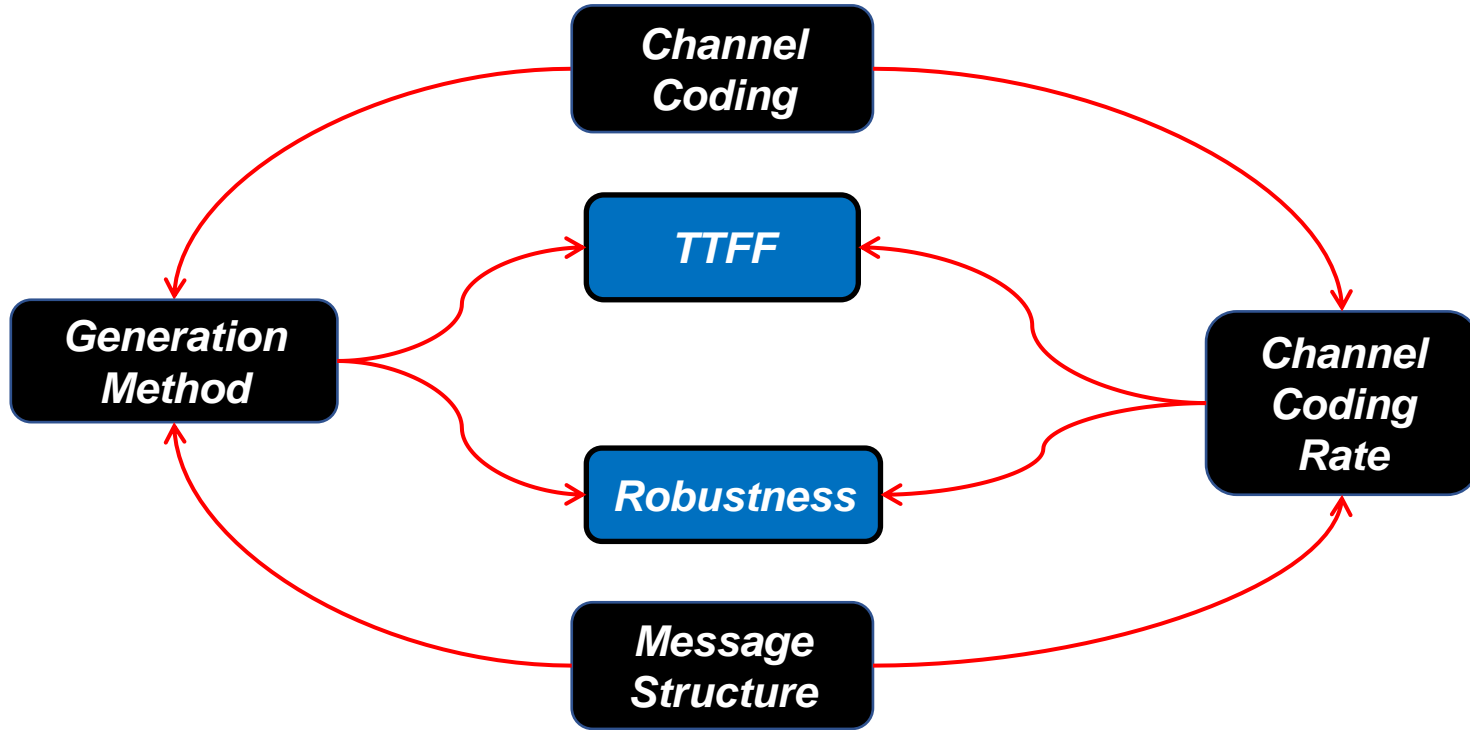 Channel
Coding
TTFF
Generation
Method
Channel
Coding
Rate
Robustness
Message
Structure